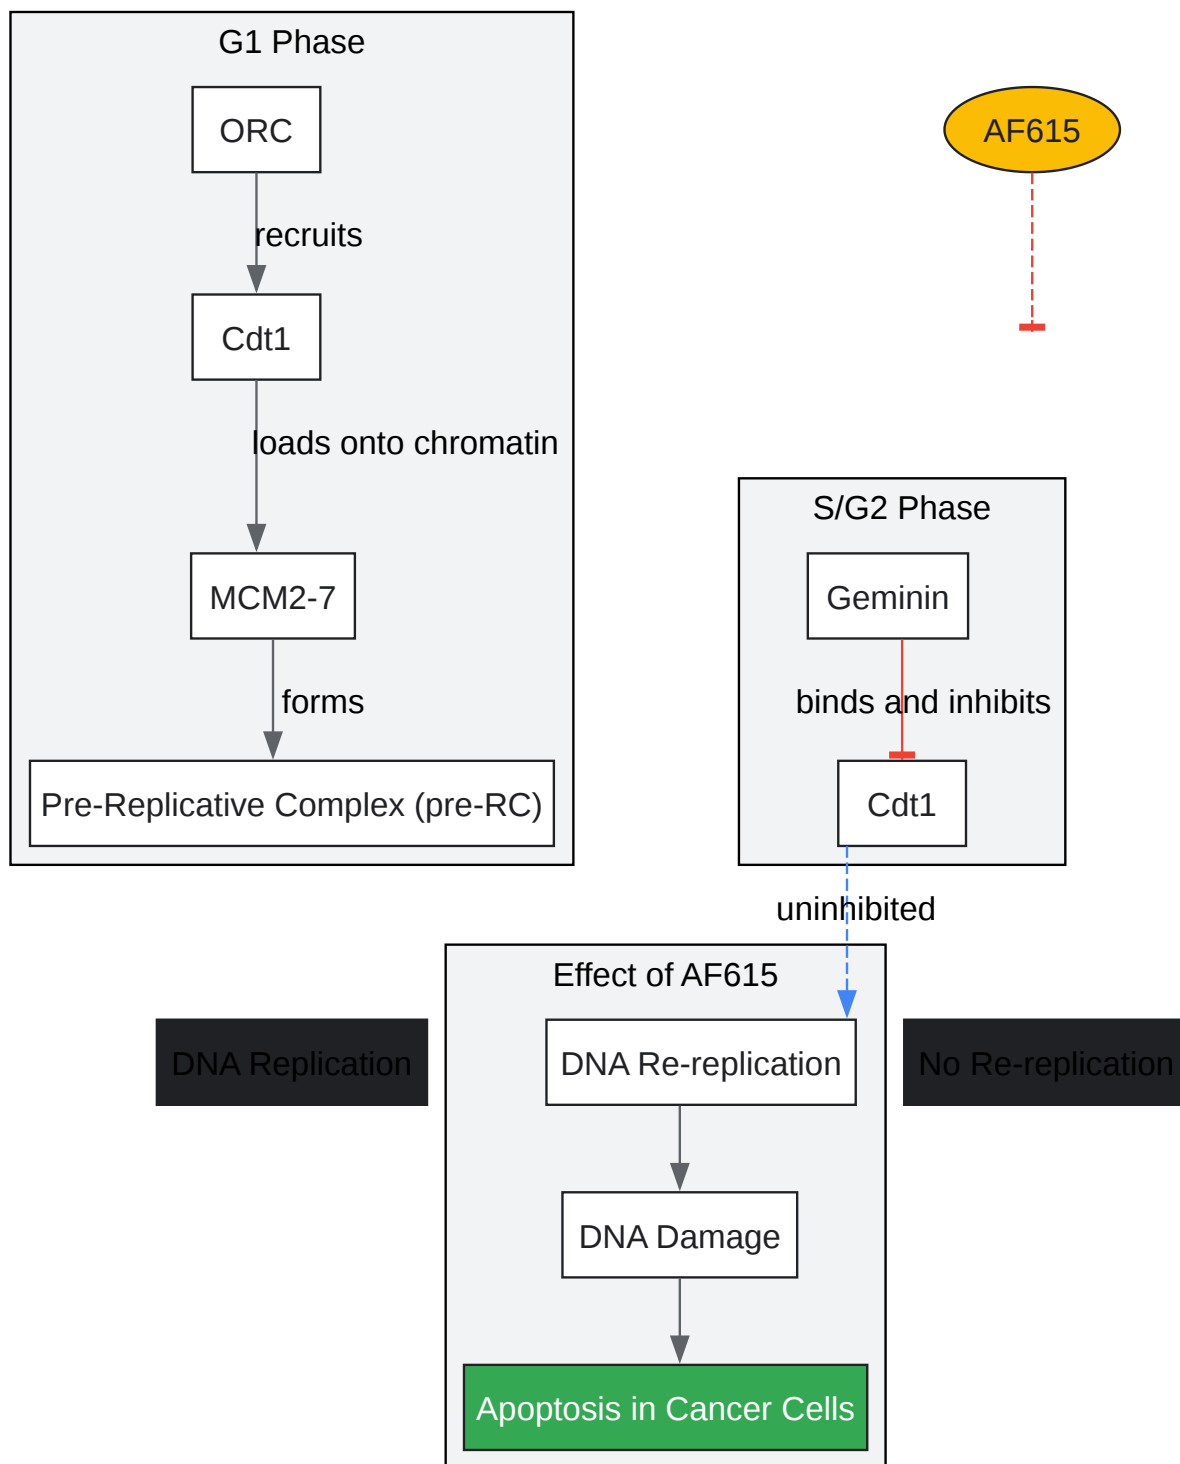 G1 Phase
ORC
recruits
Cdt1
loads onto chromatin
MCM2-7
forms
Pre-Replicative Complex (pre-RC)
AF615
S/G2 Phase
Geminin
binds and inhibits
Cdt1
uninhibited
Effect of AF615
DNA Replication
DNA Re-replication
No Re-replication
DNA Damage
Apoptosis in Cancer Cells